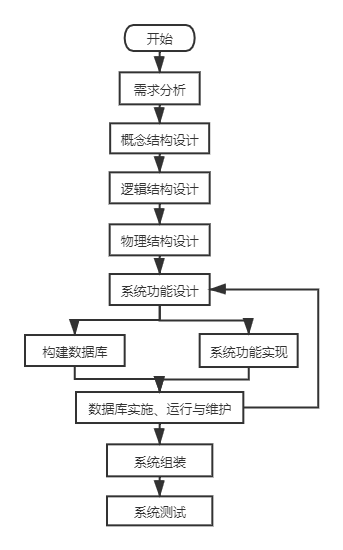 开始
需求分析
概念结构设计
逻辑结构设计
物理结构设计
系统功能设计
构建数据库
系统功能实现
数据库实施、运行与维护
系统组装
系统测试